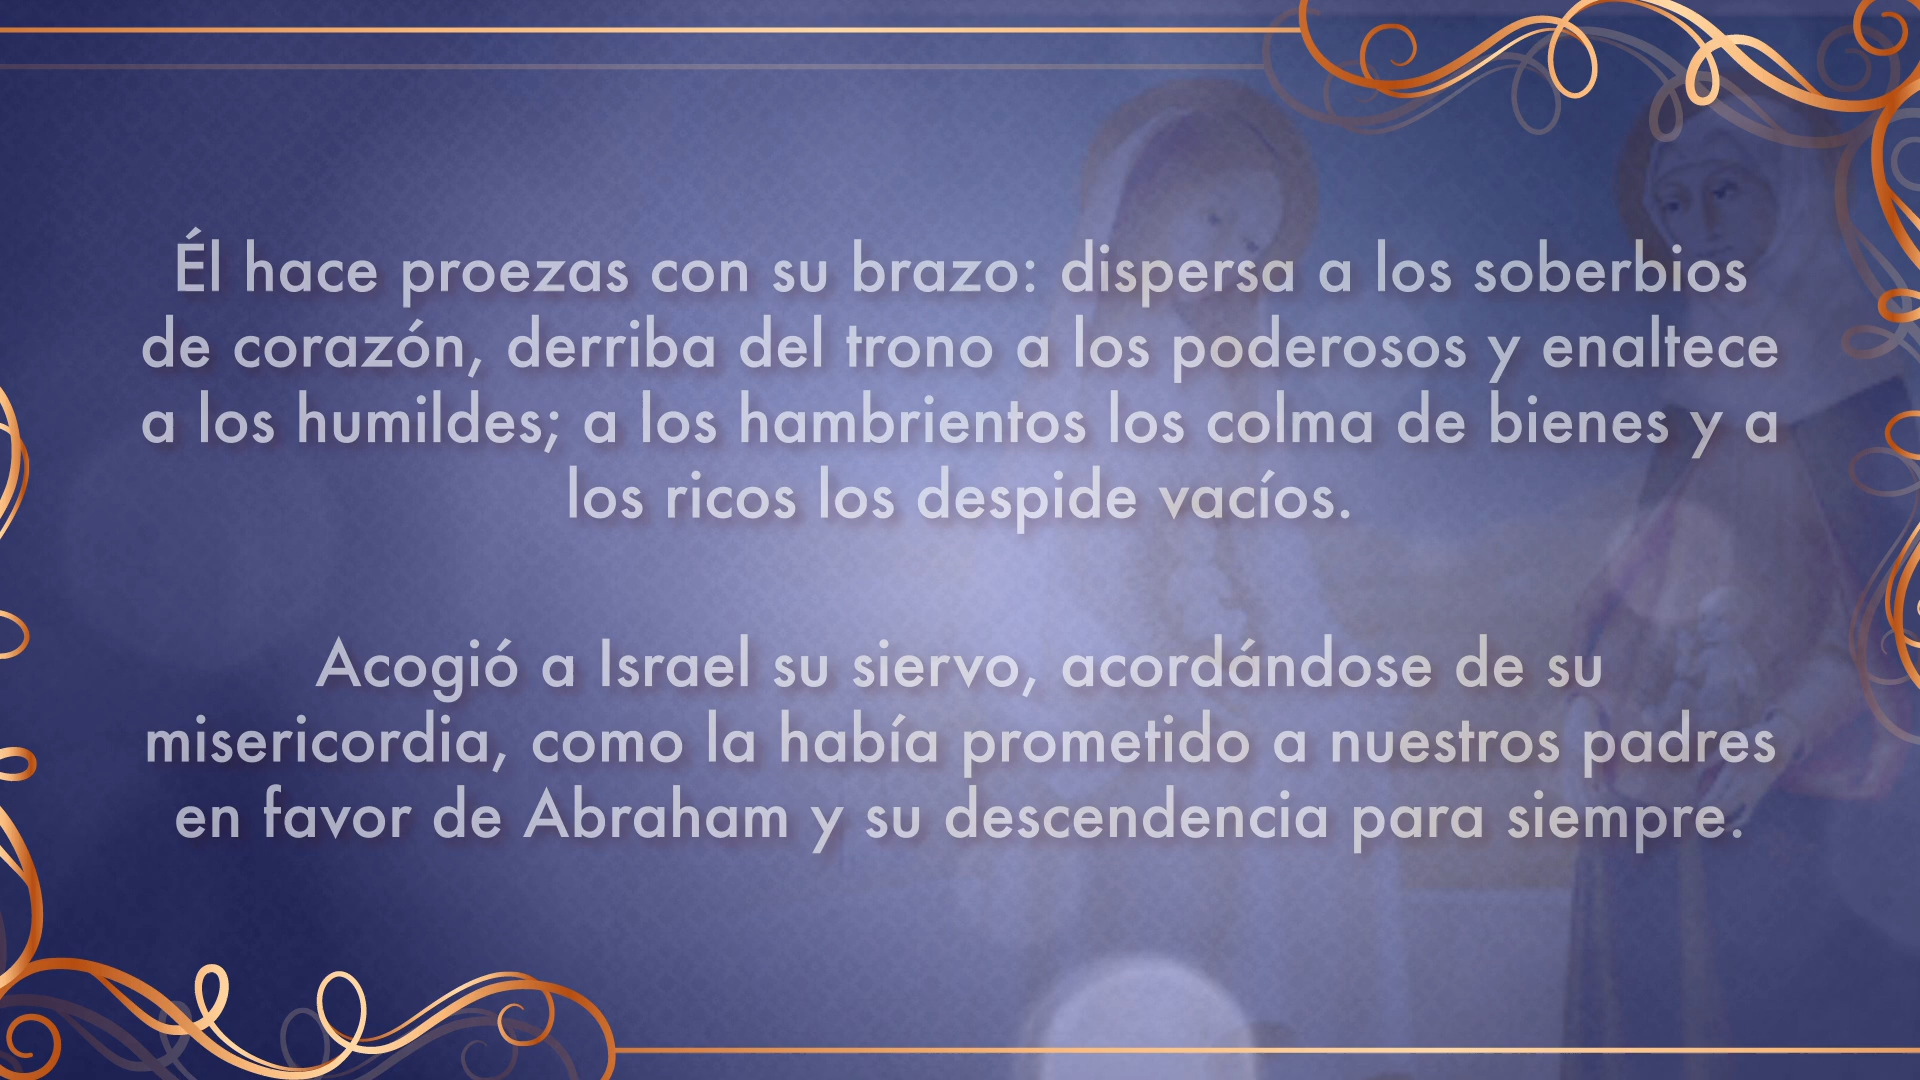 Él hace proezas con su brazo: dispersa a los soberbios
de corazón, derriba del trono a los poderosos y enaltece
a los humildes; a los hambrientos los colma de bienes y a
los ricos los despide vacíos.
Acogió a Israel su siervo, acordándose de su
misericordia, como la había prometido a nuestros padres
en favor de Abraham y su descendencia para siempre.